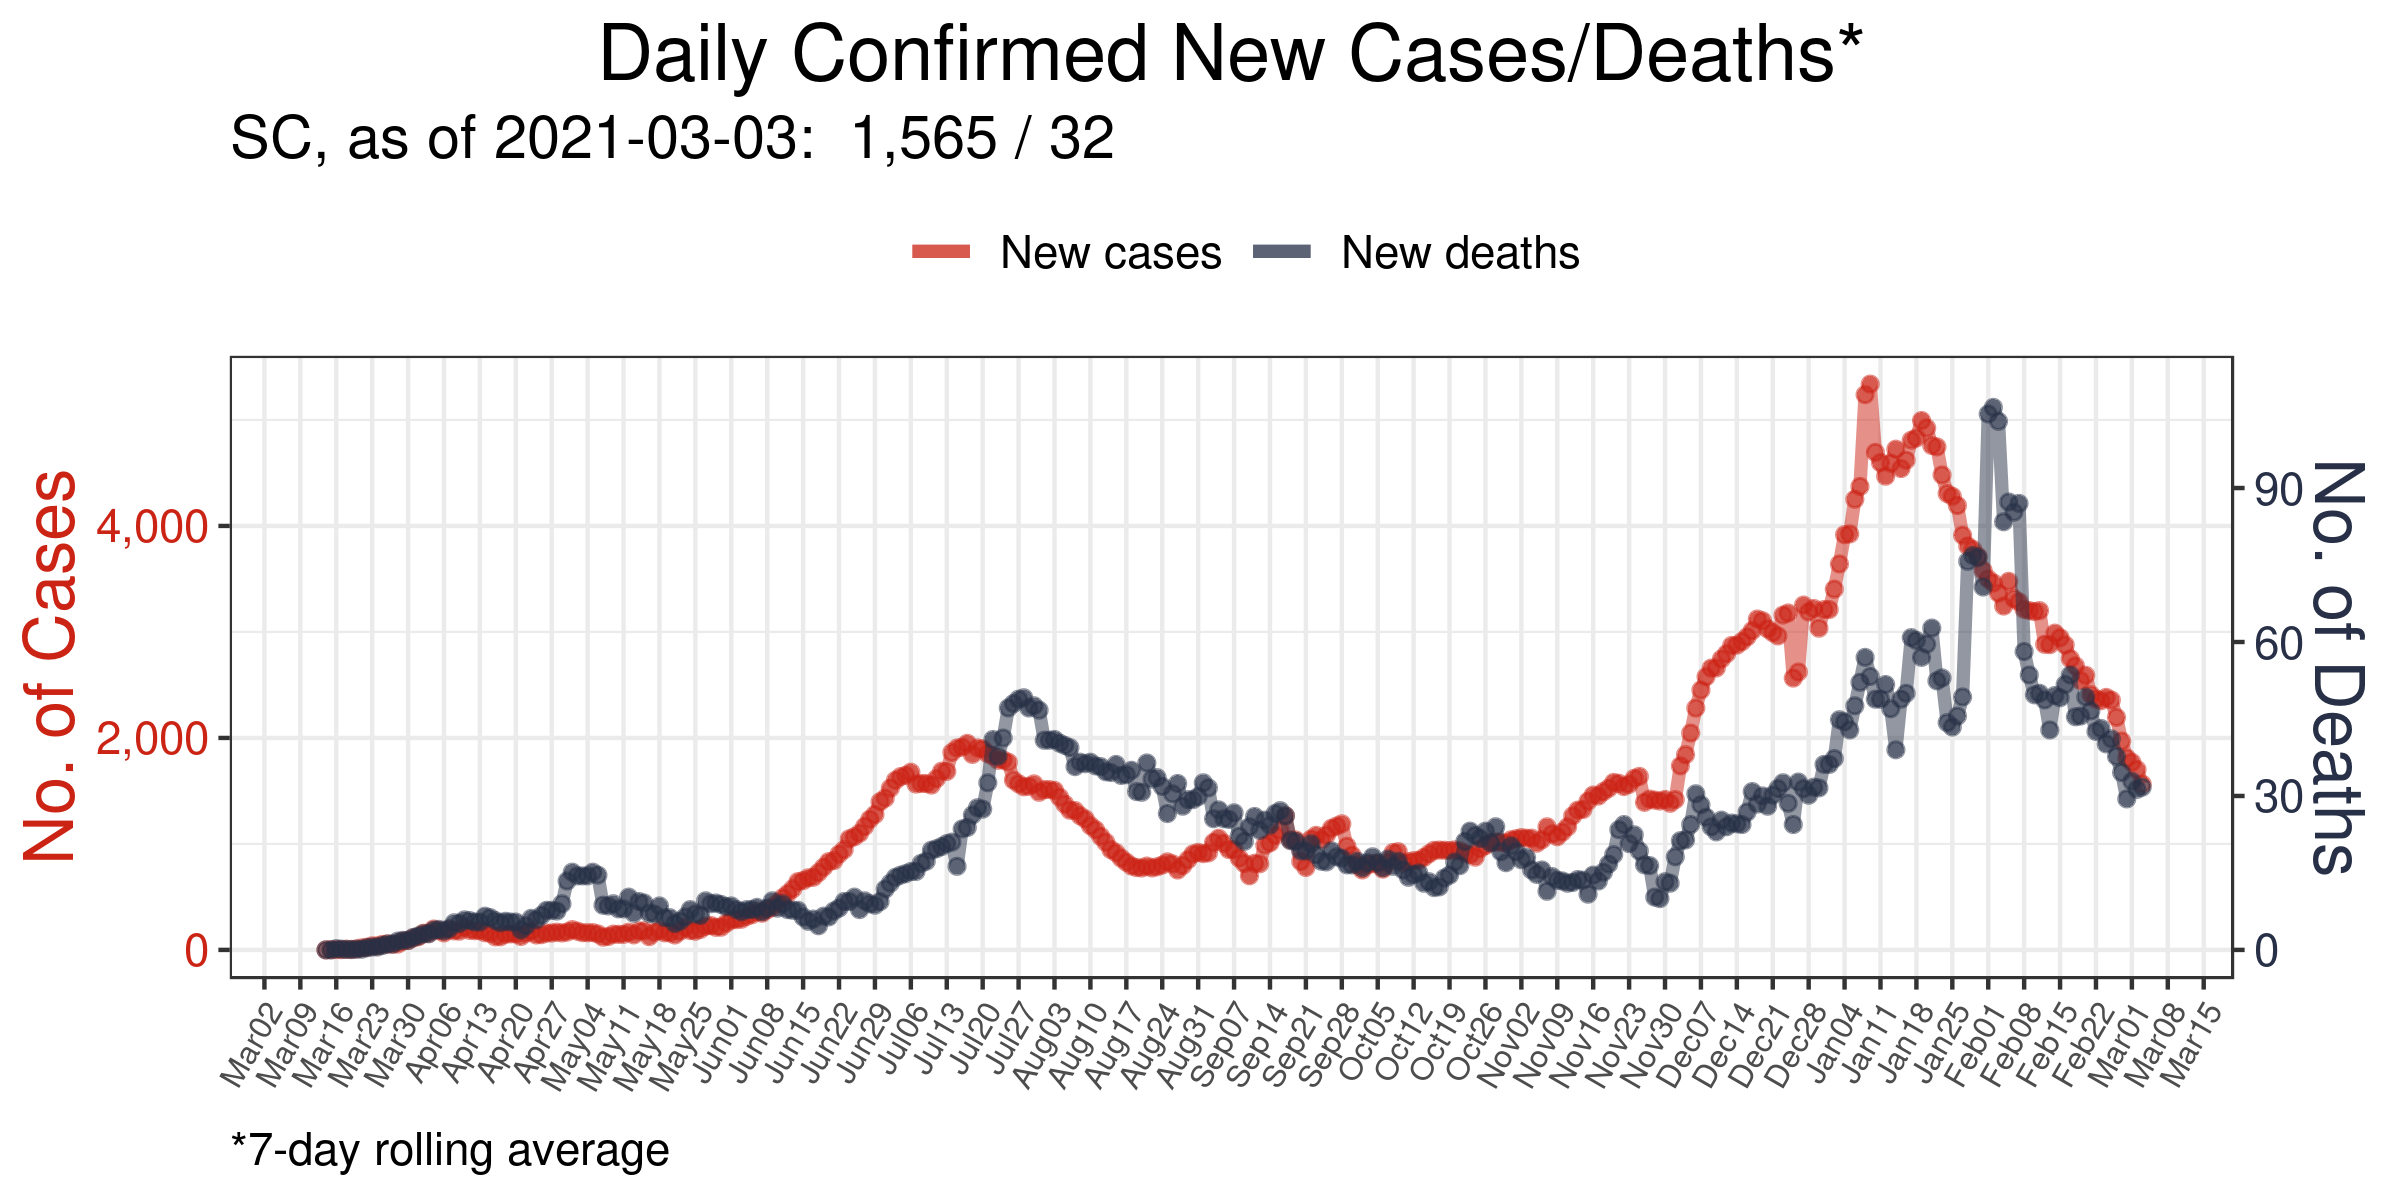 Daily Confirmed New Cases/Deaths*
SC, as of 2021-03-03:  1,565 / 32
New cases
New deaths
No. of Cases
4,000
2,000
0
No. of Deaths
90
60
30
0
Mar02
Mar09
Mar16
Mar23
Mar30
Apr06
Apr13
Apr20
Apr27
May04
May11
May18
May25
Jun01
Jun08
Jun15
Jun22
Jun29
Jul06
Jul13
Jul20
Jul27
Aug03
Aug10
Aug17
Aug24
Aug31
Sep07
Sep14
Sep21
Sep28
Oct05
Oct12
Oct19
Oct26
Nov02
Nov09
Nov16
Nov23
Nov30
Dec07
Dec14
Dec21
Dec28
Jan04
Jan11
Jan18
Jan25
Feb01
Feb08
Feb15
Feb22
Mar01
Mar08
Mar15
*7-day rolling average